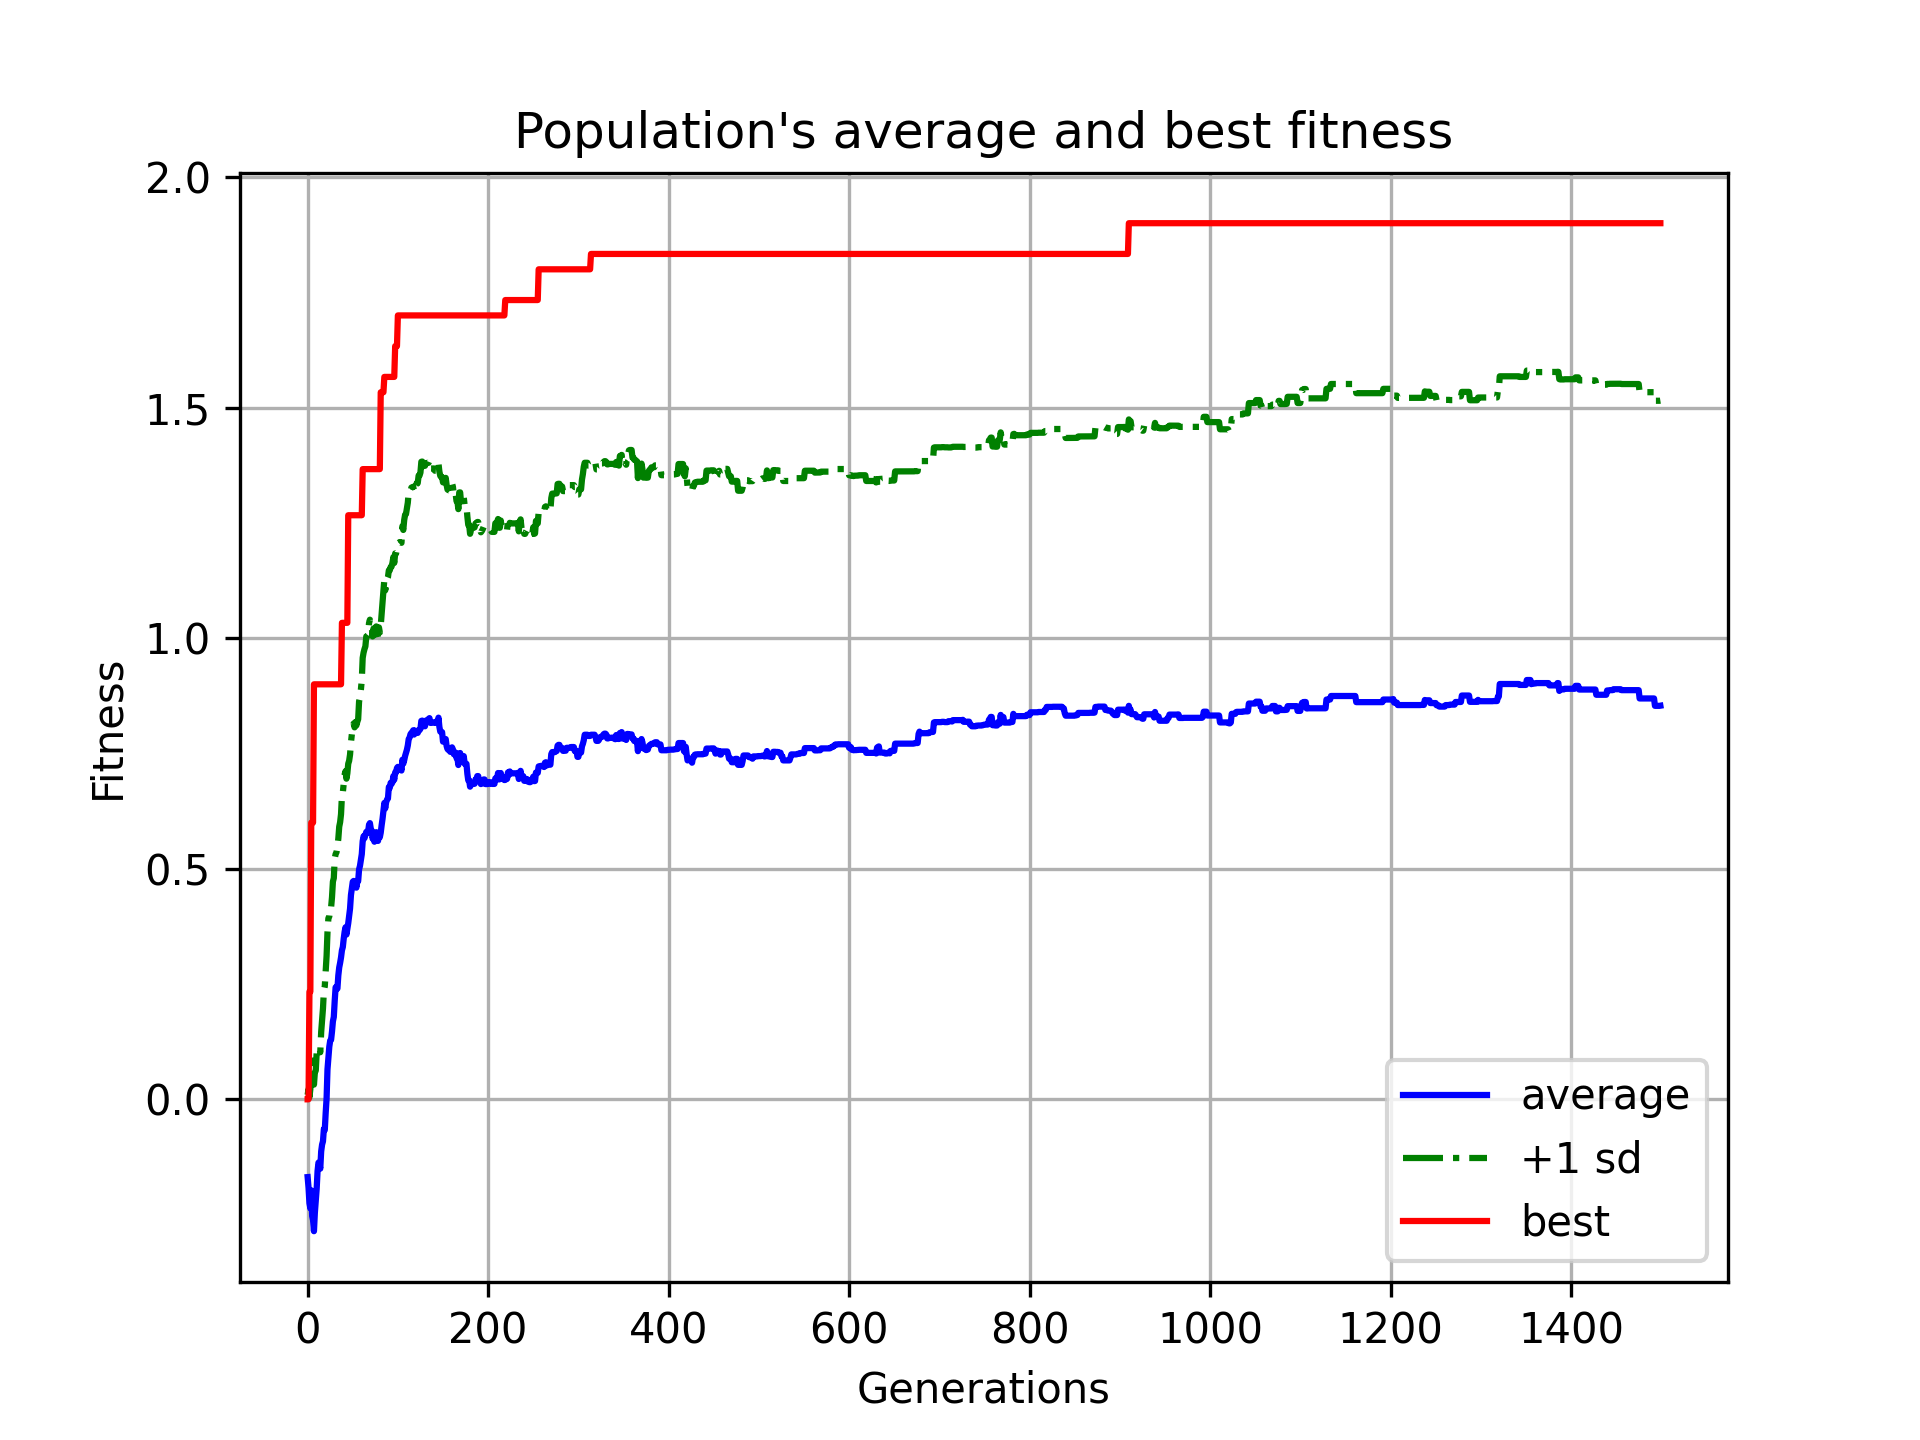 Population's average and best fitness
2.0
1.5
1.0
0.5
0.0
Fitness
0 200 400 600 800 1000 1200 1400
Generations
average
+1 sd
best